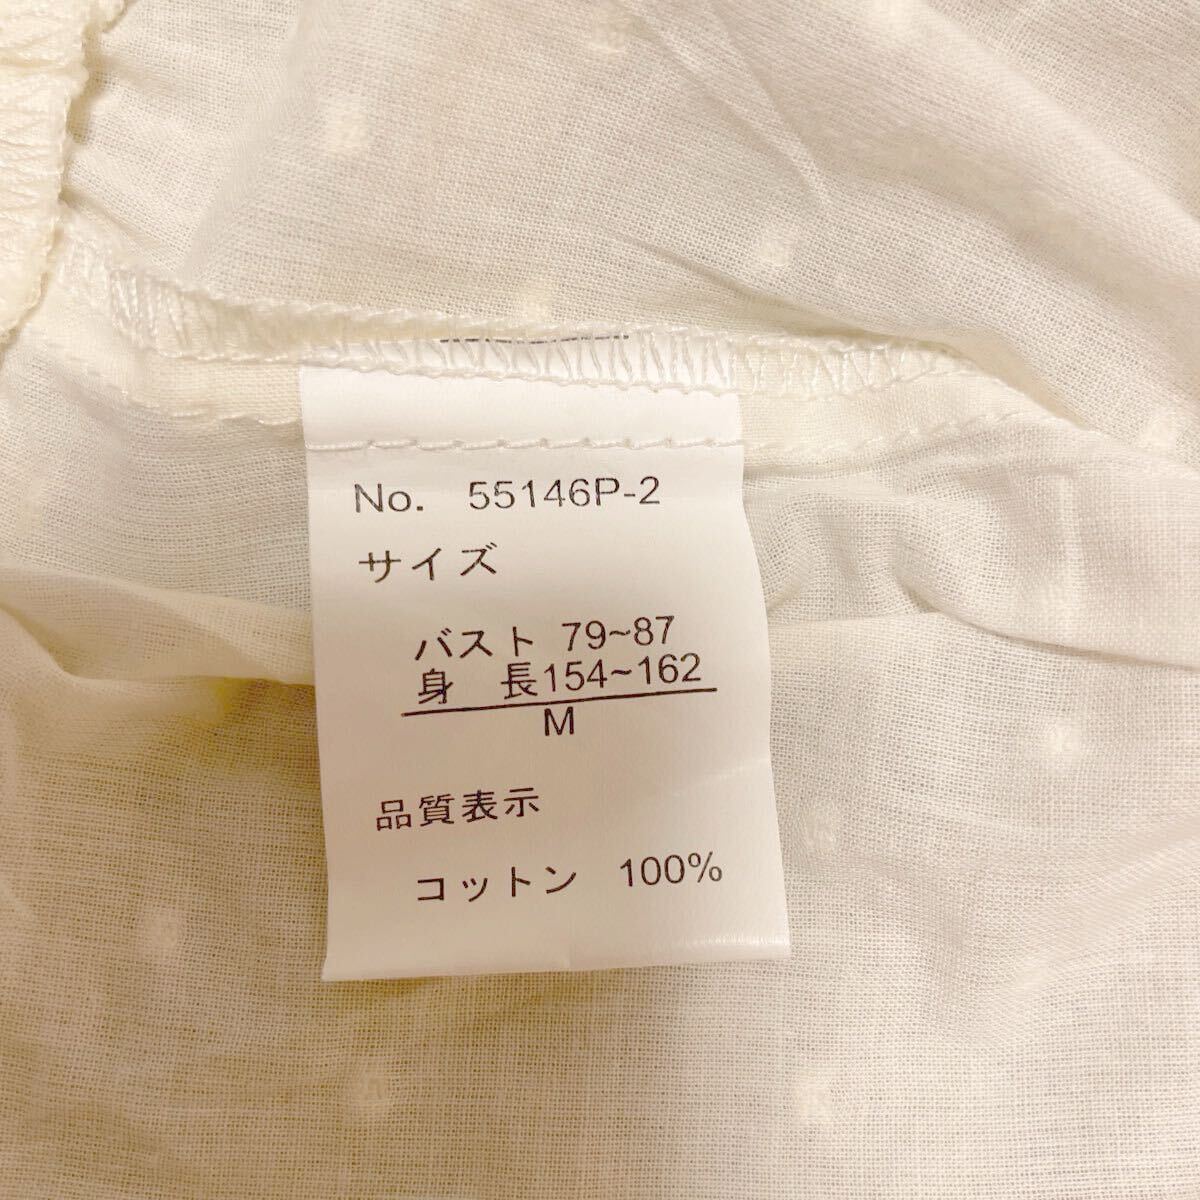 No. 55146P-2
サイズ
バスト 79~87
身 長154~162
M
品質表示
コットン 100%